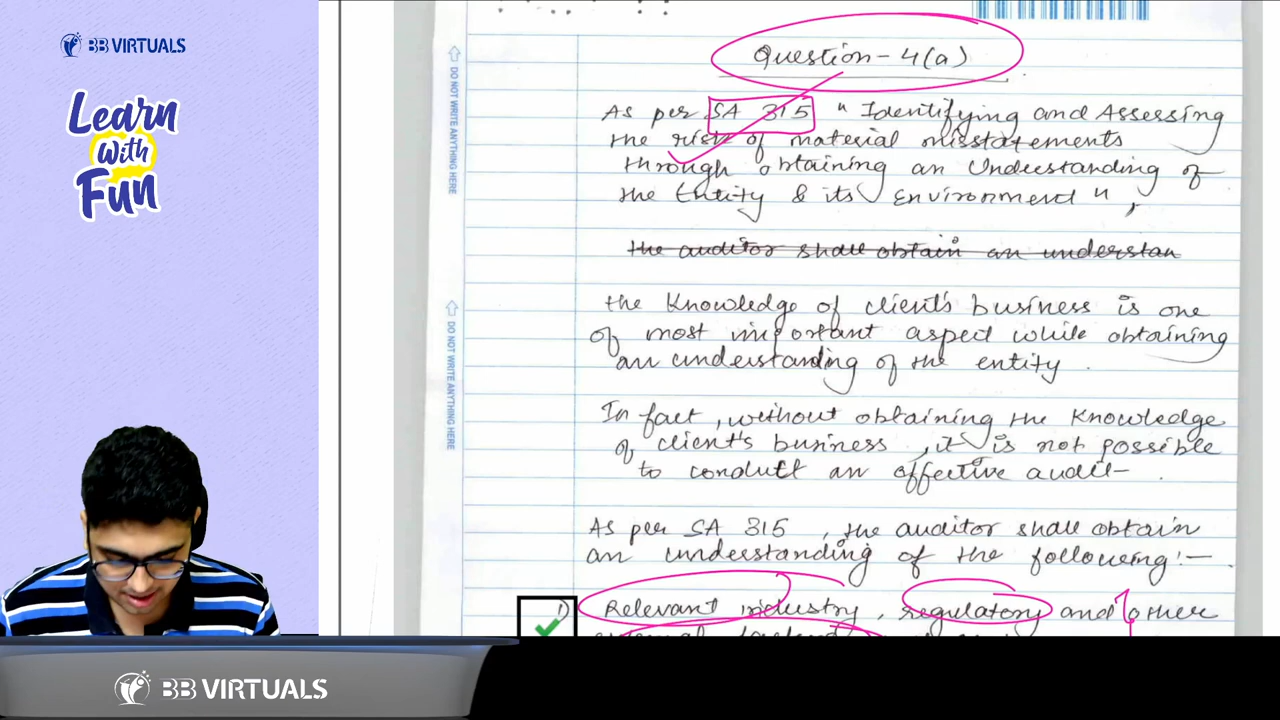 BB VIRTUALS
Learn
With
Fun
DO NOT WRITE ANYTHING HERE
DO NOT WRITE ANYTHING HERE
Question - 4(a)
As per SA 315 " Identifying and Assessing
the risk of material misstatements
through obtaining an Understanding of
the Entity & its Environment ",
the auditor shall obtain an understan
the Knowledge of client's business is one
of most important aspect while obtaining
an understanding of the entity .
In fact, without obtaining the Knowledge
of client's business , it is not possible
to conduct an effective audit .
As per SA 315 , the auditor shall obtain
an understanding of the following :-
1) Relevant industry, regulatory and other
BB VIRTUALS